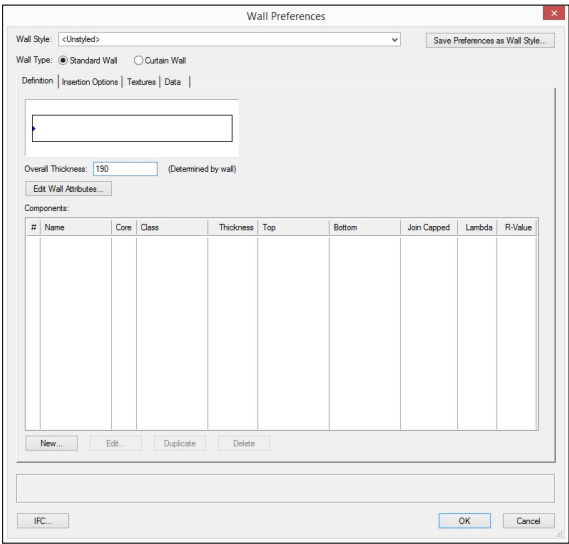 Wall Preferences
Wall Style: <Unstyled> Save Preferences as Wall Style...
Wall Type: Standard Wall Curtain Wall
Definition Insertion Options Textures Data
Overall Thickness: 190 (Determined by wall)
Edit Wall Attributes...
Components:
# Name Core Class Thickness Top Bottom Join Capped Lambda R-Value
New... Edit... Duplicate Delete
IFC... OK Cancel